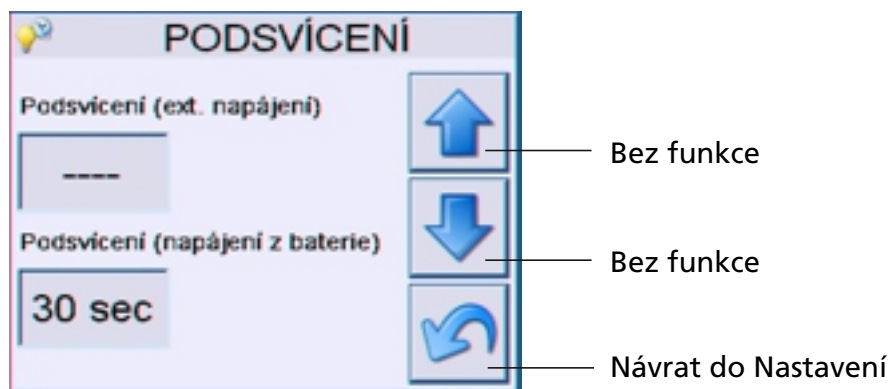 PODSVÍCENÍ
Podsvícení (ext. napájení)
----
Bez funkce
Podsvícení (napájení z baterie)
Bez funkce
30 sec
Návrat do Nastavení